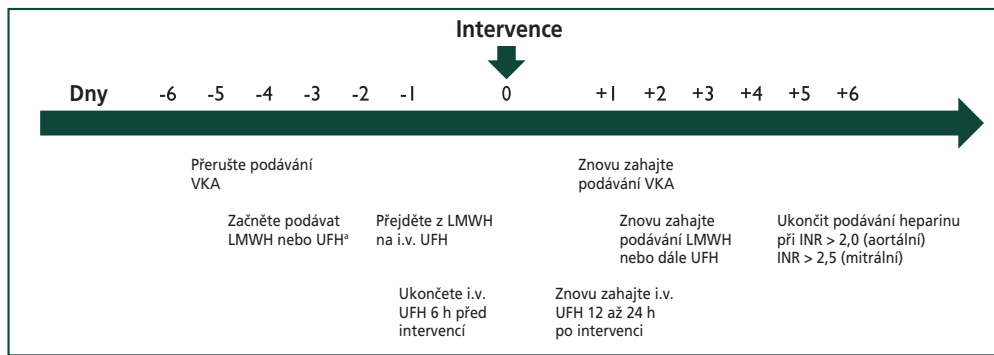 Intervence
Dny -6 -5 -4 -3 -2 -1 0 +1 +2 +3 +4 +5 +6
Přerušte podávání
VKA
Znovu zahajte
podávání VKA
Začněte podávat
LMWH nebo UFHª
Přejděte z LMWH
na i.v. UFH
Znovu zahajte
podávání LMWH
nebo dále UFH
Ukončit podávání heparinu
při INR > 2,0 (aortální)
INR > 2,5 (mitrální)
Ukončete i.v.
UFH 6 h před
intervencí
Znovu zahajte i.v.
UFH 12 až 24 h
po intervenci